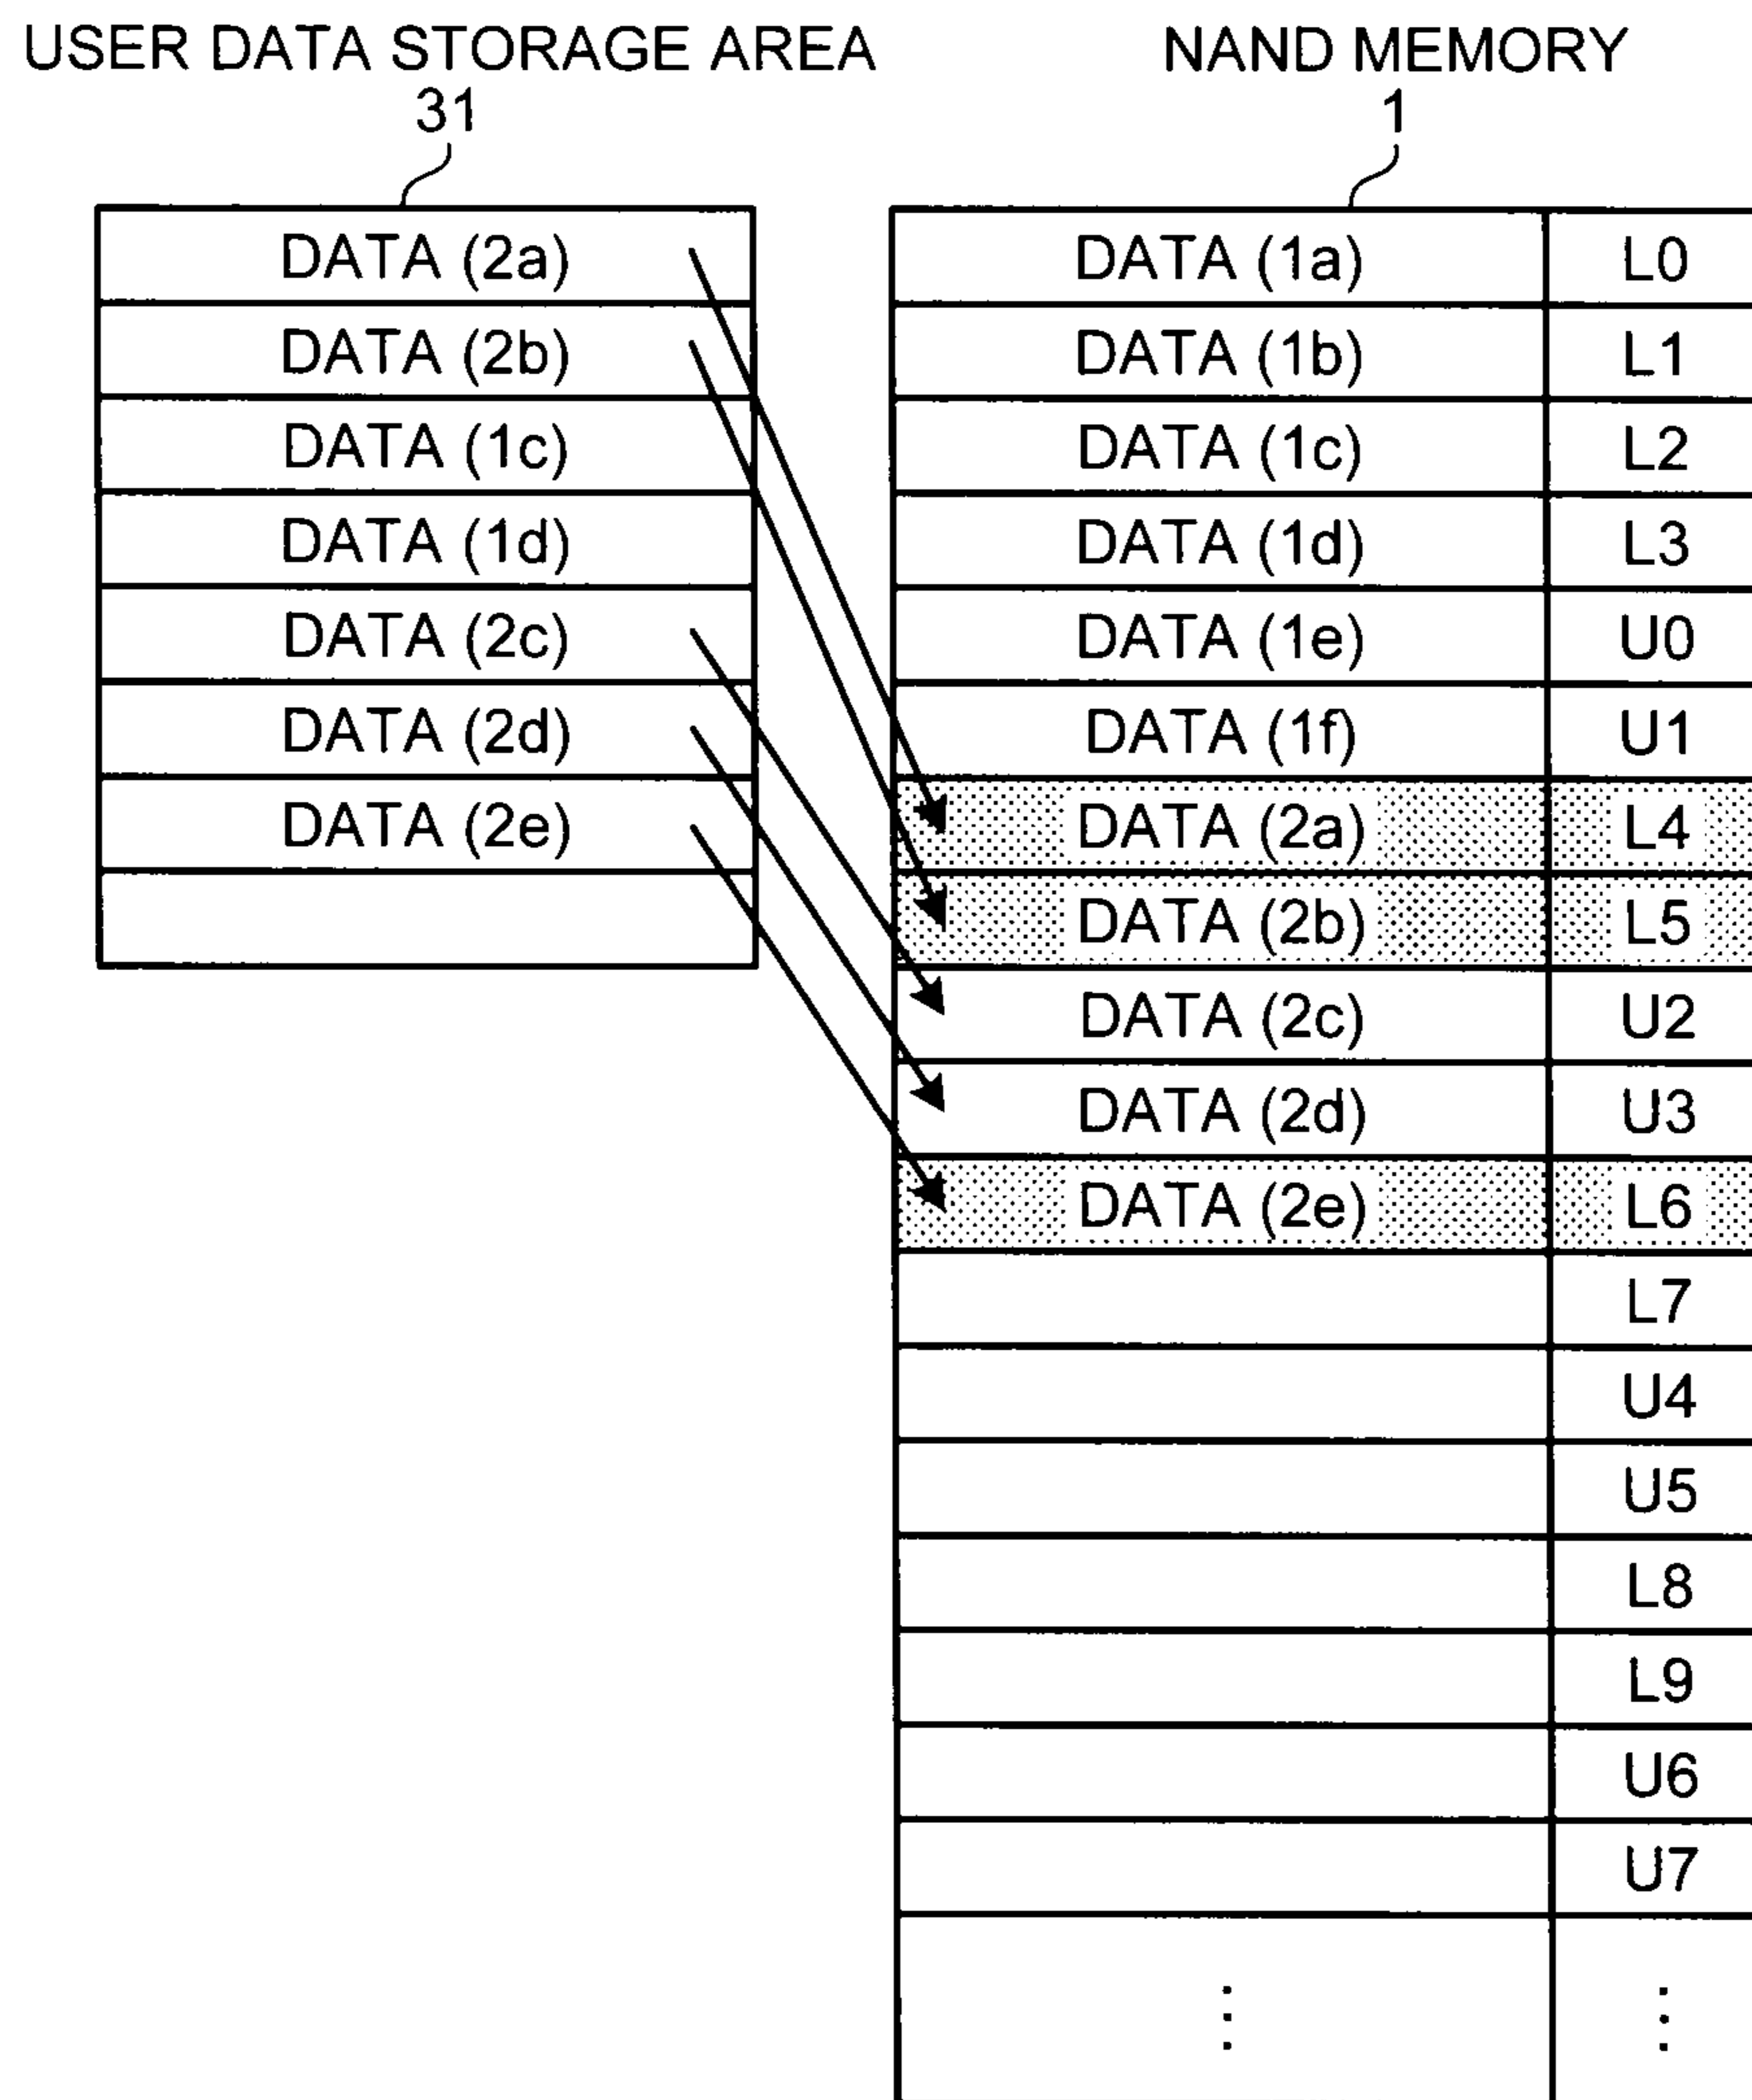 USER DATA STORAGE AREA
31
DATA (2a)
DATA (2b)
DATA (1c)
DATA (1d)
DATA (2c)
DATA (2d)
DATA (2e)
NAND MEMORY
1
DATA (1a) L0
DATA (1b) L1
DATA (1c) L2
DATA (1d) L3
DATA (1e) U0
DATA (1f) U1
DATA (2a) L4
DATA (2b) L5
DATA (2c) U2
DATA (2d) U3
DATA (2e) L6
L7
U4
U5
L8
L9
U6
U7